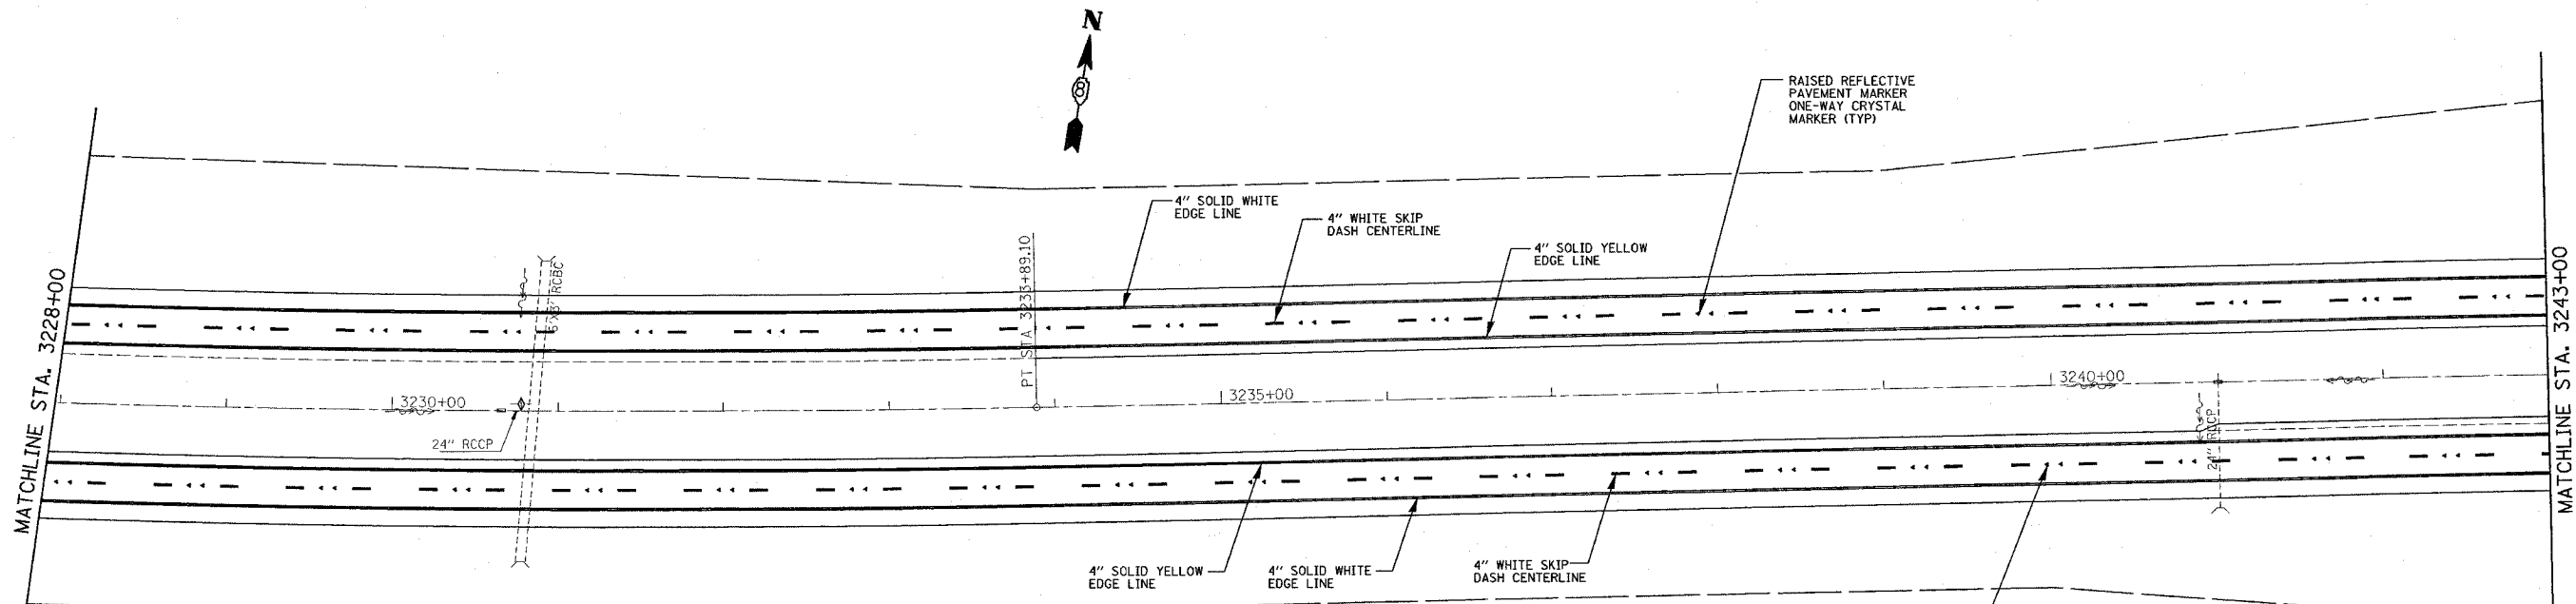 N
8
RAISED REFLECTIVE
PAVEMENT MARKER
ONE-WAY CRYSTAL
MARKER (TYP)
4" SOLID WHITE
EDGE LINE
4" WHITE SKIP
DASH CENTERLINE
4" SOLID YELLOW
EDGE LINE
MATCHLINE STA. 3228+00
RCBC
PT STA 3233+89.10
MATCHLINE STA. 3243+00
3230+00
3235+00
3240+00
24" RCCP
24" RCCP
4" SOLID YELLOW
EDGE LINE
4" SOLID WHITE
EDGE LINE
4" WHITE SKIP
DASH CENTERLINE